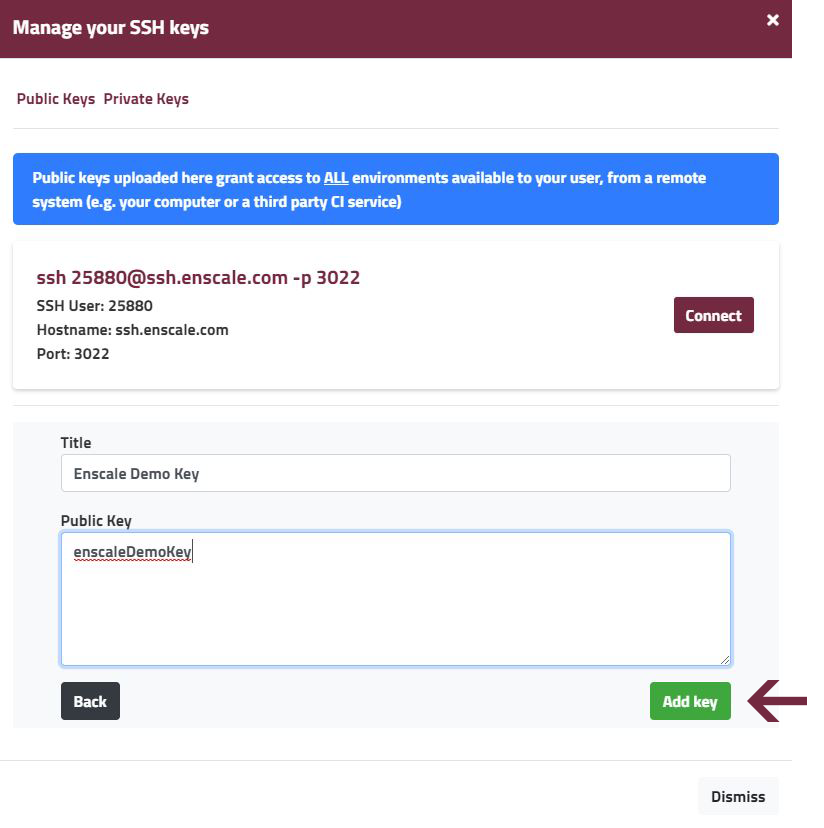 Manage your SSH keys ×
Public Keys Private Keys
Public keys uploaded here grant access to ALL environments available to your user, from a remote
system (e.g. your computer or a third party CI service)
ssh 25880@ssh.enscale.com -p 3022
SSH User: 25880
Hostname: ssh.enscale.com
Connect
Port: 3022
Title
Enscale Demo Key
Public Key
enscaleDemoKey
Back Add key
Dismiss